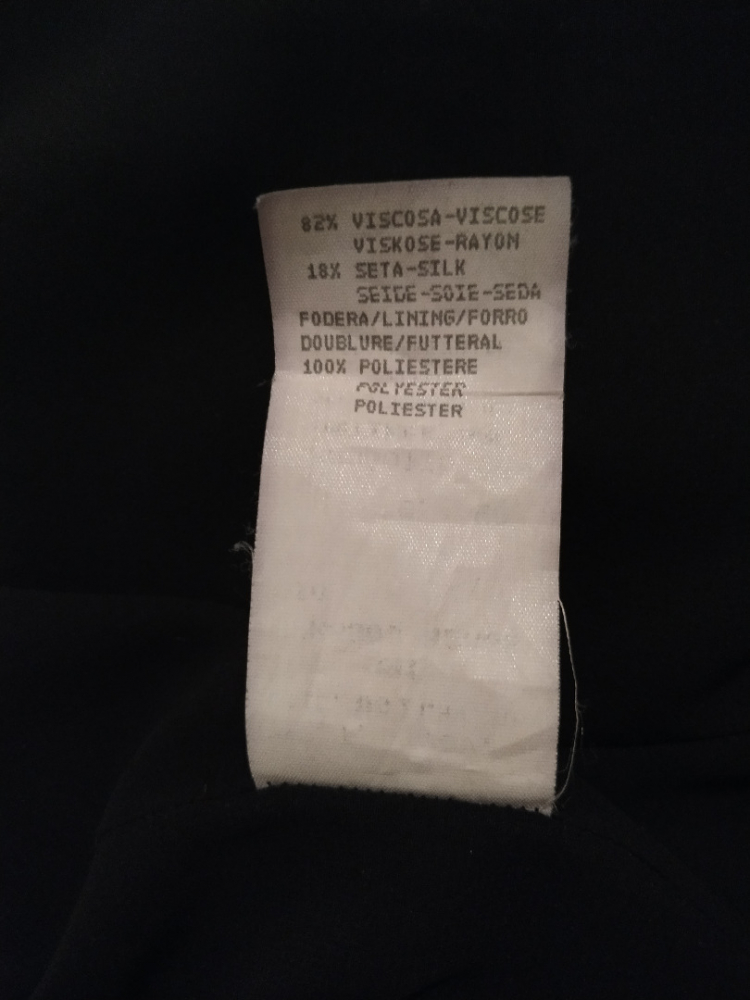 82% VISCOSA-VISCOSE
VISKOSE-RAYON
18% SETA-SILK
SEIDE-SOIE-SEDA
FODERA/LINING/FORRO
DOUBLURE/FUTTERAL
100% POLIESTERE
POLYESTER
POLIESTER